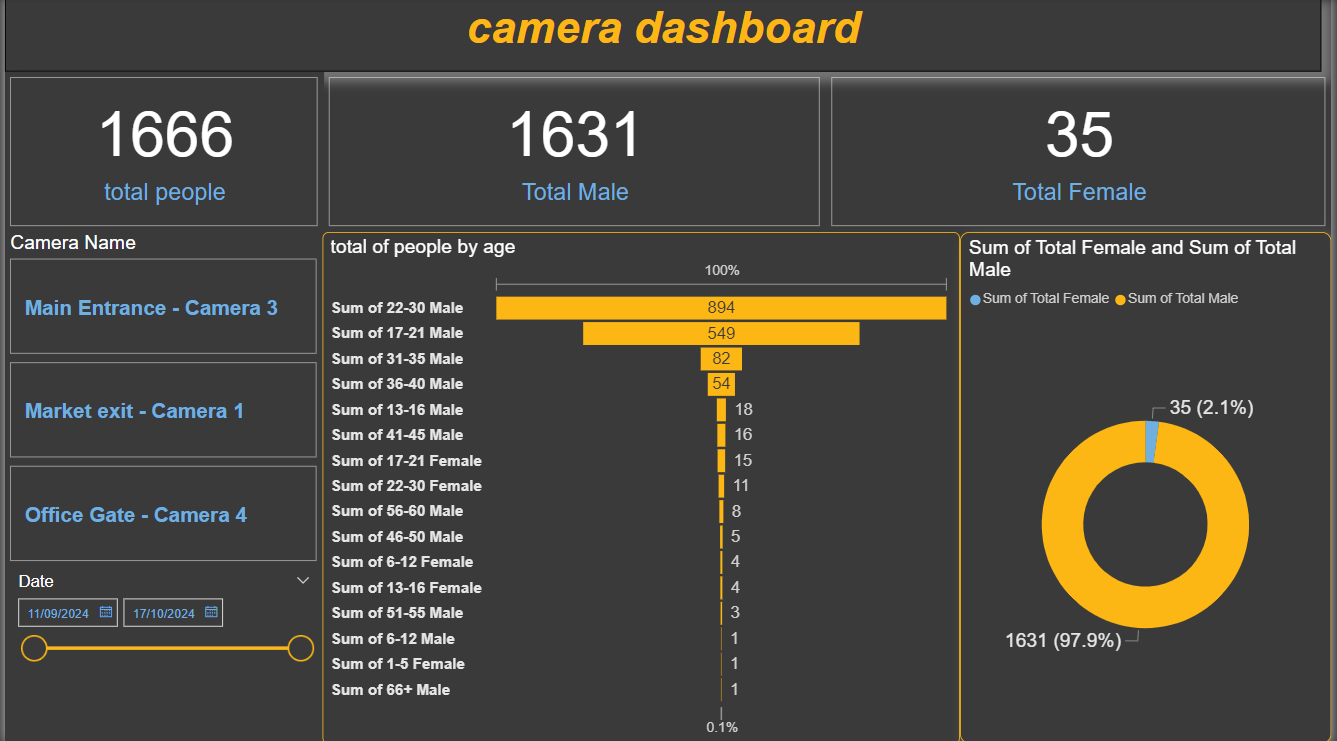 camera dashboard
1666
total people
1631
Total Male
35
Total Female
Camera Name
Main Entrance - Camera 3
Market exit - Camera 1
Office Gate - Camera 4
Date
11/09/2024
17/10/2024
total of people by age
100%
Sum of 22-30 Male 894
Sum of 17-21 Male 549
Sum of 31-35 Male 82
Sum of 36-40 Male 54
Sum of 13-16 Male 18
Sum of 41-45 Male 16
Sum of 17-21 Female 15
Sum of 22-30 Female 11
Sum of 56-60 Male 8
Sum of 46-50 Male 5
Sum of 6-12 Female 4
Sum of 13-16 Female 4
Sum of 51-55 Male 3
Sum of 6-12 Male 1
Sum of 1-5 Female 1
Sum of 66+ Male 1
0.1%
Sum of Total Female and Sum of Total
Male
Sum of Total Female Sum of Total Male
35 (2.1%)
1631 (97.9%)